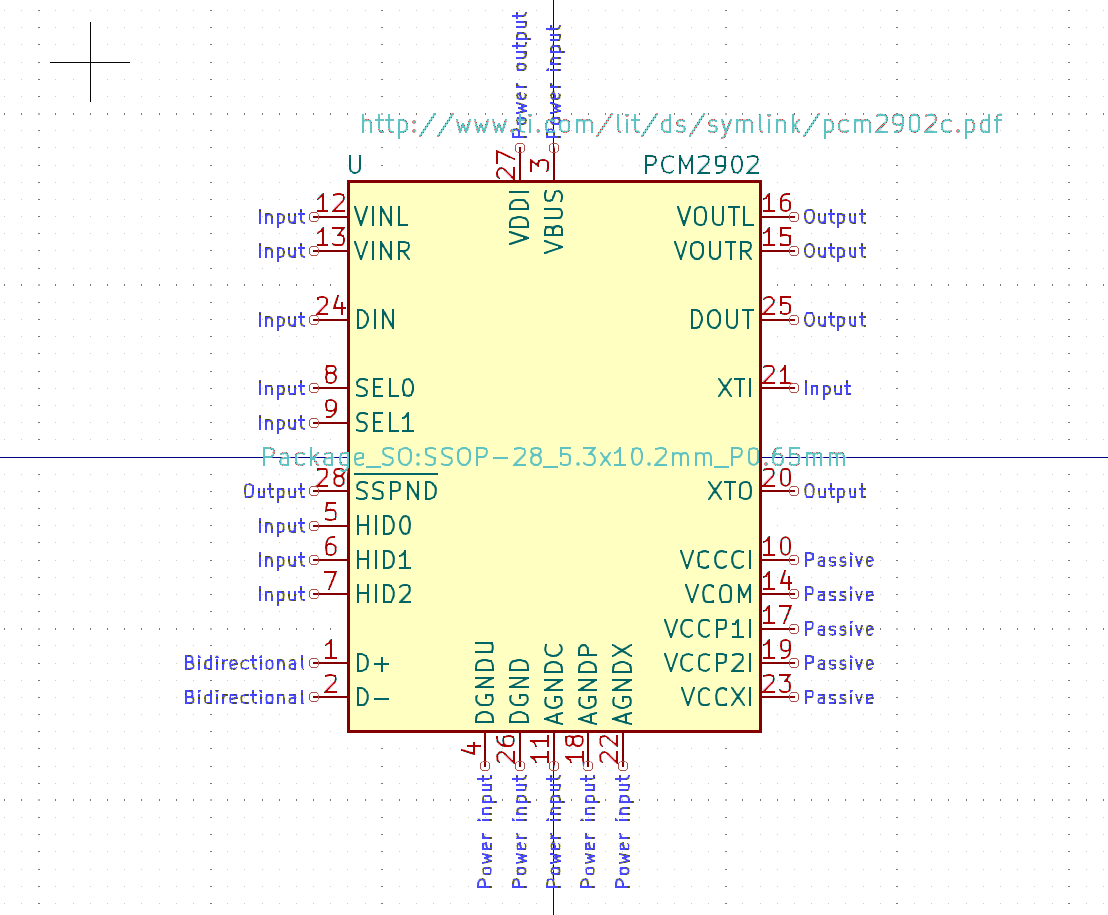 Power output
Power input
http://www.ti.com/lit/ds/symlink/pcm2902c.pdf
27
3
U
PCM2902
VDDI
VBUS
Input 12 VINL
VOUTL 16 Output
Input 13 VINR
VOUTR 15 Output
Input 24 DIN
DOUT 25 Output
Input 8 SEL0
XTI 21 Input
Input 9 SEL1
Package_SO:SSOP-28_5.3x10.2mm_P0.65mm
Output 28 SSPND
XTO 20 Output
Input 5 HID0
Input 6 HID1
VCCCI 10 Passive
Input 7 HID2
VCOM 14 Passive
VCCP1I 17 Passive
Bidirectional 1 D+
VCCP2I 19 Passive
Bidirectional 2 D-
VCCXI 23 Passive
DGNDU
DGND
AGNDC
AGNDP
AGNDX
4
26
11
18
22
Power input
Power input
Power input
Power input
Power input